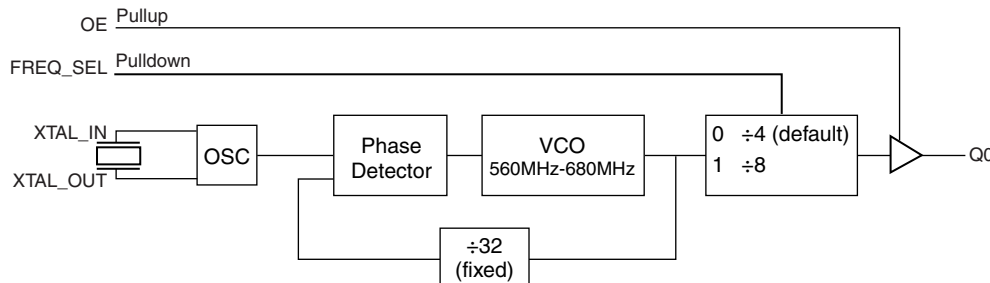 OE Pullup
FREQ_SEL Pulldown
XTAL_IN
XTAL_OUT
OSC
Phase
Detector
VCO
560MHz-680MHz
0 ÷4 (default)
1 ÷8
Q0
÷32
(fixed)